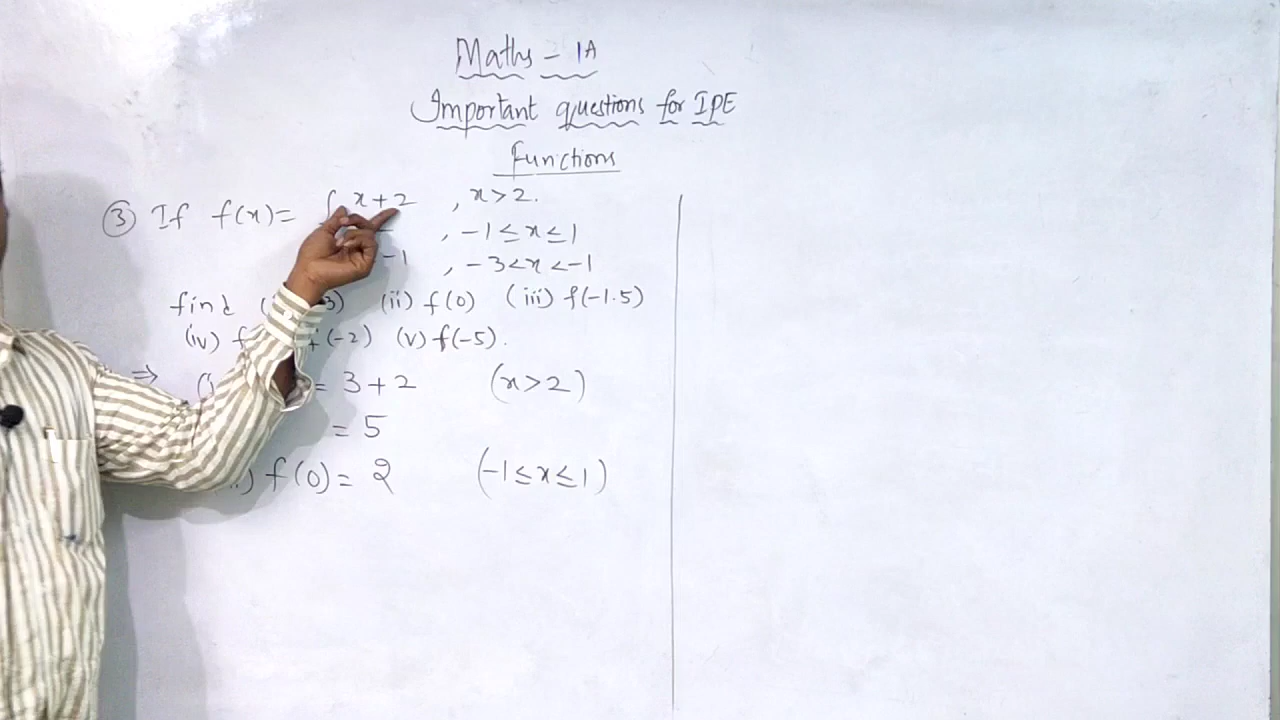 Maths - 1A
Important questions for IPE
Functions
③ If f(x) = { x+2 , x>2.
, -1≤x≤1
-1 , -3<x<-1
find ( 3) (ii) f(0) (iii) f(-1.5)
(iv) f (-2) (v) f(-5).
⇒ ( = 3+2 (x>2)
= 5
) f(0) = 2 (-1≤x≤1)